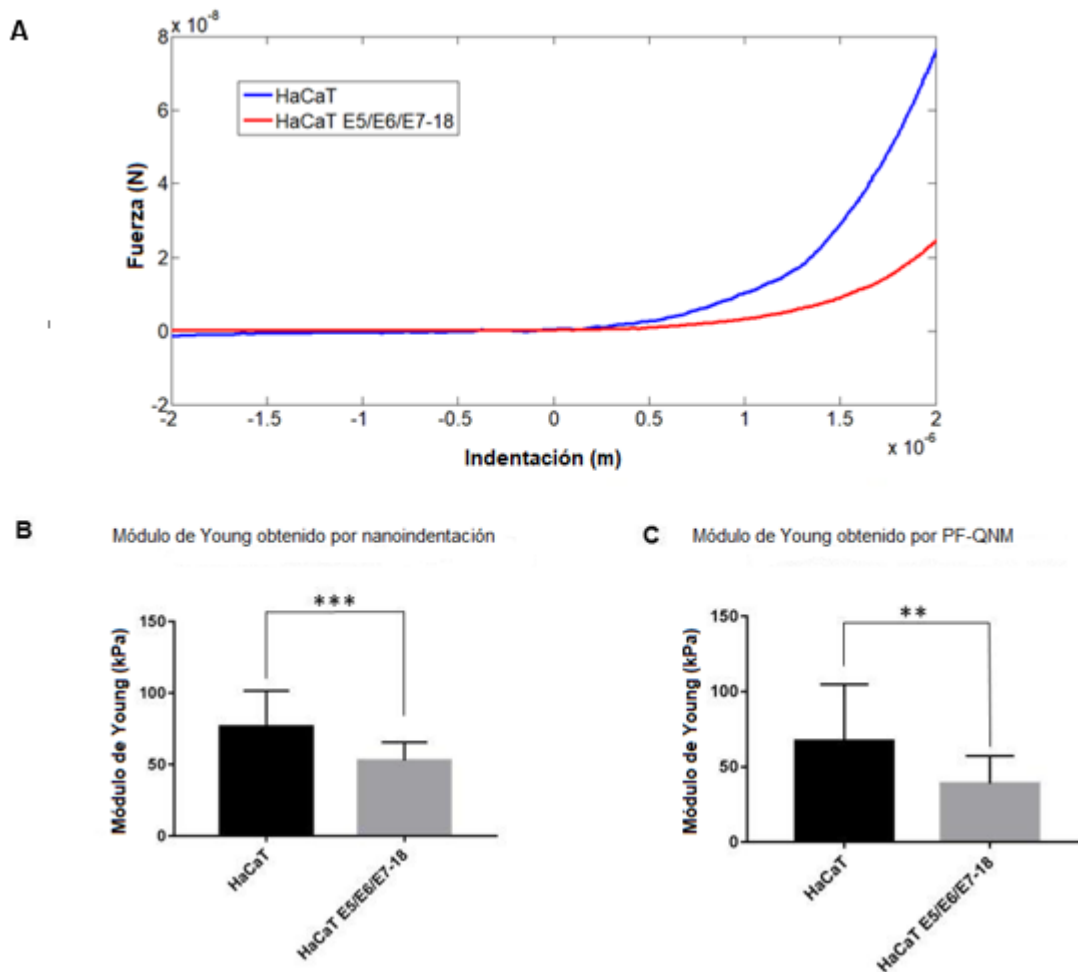 A
x 10⁻⁸
8
6
4
2
0
-2
Fuerza (N)
HaCaT
HaCaT E5/E6/E7-18
-2 -1.5 -1 -0.5 0 0.5 1 1.5 2
x 10⁻⁶
Indentación (m)
B
Módulo de Young obtenido por nanoindentación
***
150
100
50
0
Módulo de Young (kPa)
HaCaT
HaCaT E5/E6/E7-18
C
Módulo de Young obtenido por PF-QNM
**
150
100
50
0
Módulo de Young (kPa)
HaCaT
HaCaT E5/E6/E7-18